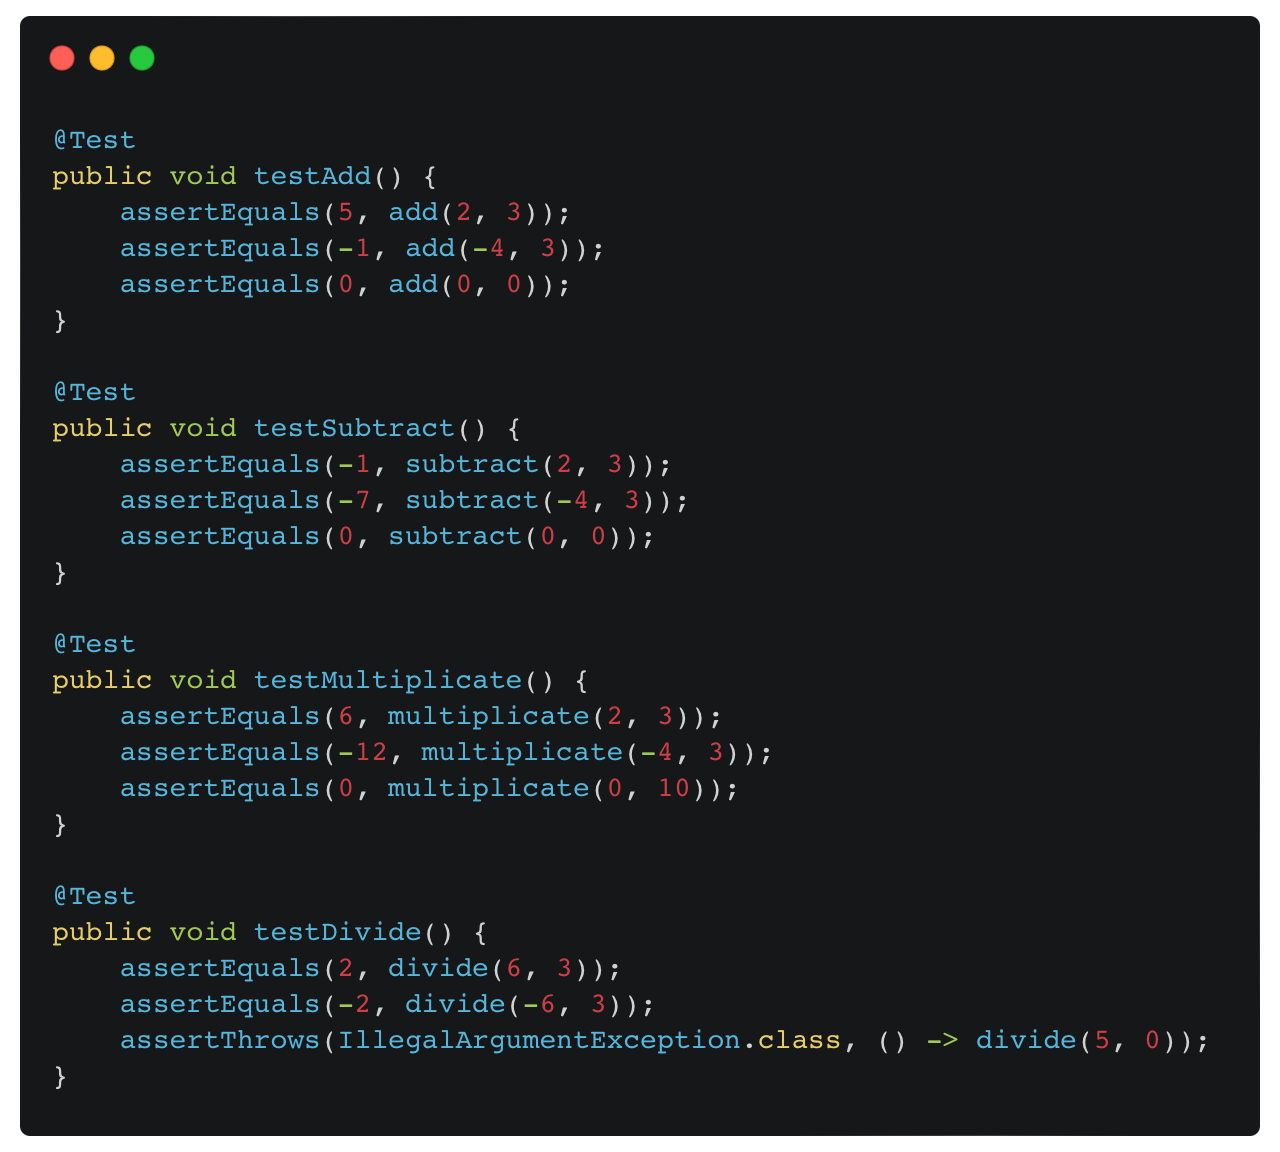 @Test
public void testAdd() {
    assertEquals(5, add(2, 3));
    assertEquals(-1, add(-4, 3));
    assertEquals(0, add(0, 0));
}

@Test
public void testSubtract() {
    assertEquals(-1, subtract(2, 3));
    assertEquals(-7, subtract(-4, 3));
    assertEquals(0, subtract(0, 0));
}

@Test
public void testMultiplicate() {
    assertEquals(6, multiplicate(2, 3));
    assertEquals(-12, multiplicate(-4, 3));
    assertEquals(0, multiplicate(0, 10));
}

@Test
public void testDivide() {
    assertEquals(2, divide(6, 3));
    assertEquals(-2, divide(-6, 3));
    assertThrows(IllegalArgumentException.class, () -> divide(5, 0));
}